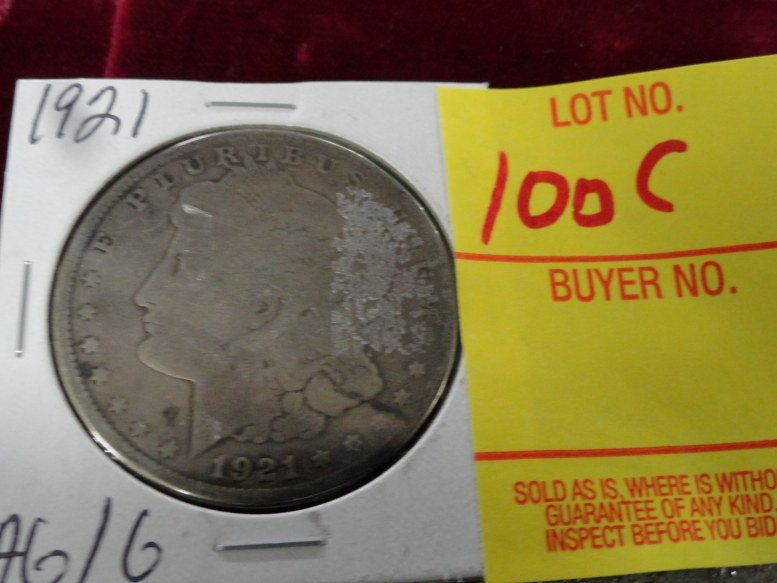 1921
E PLURIBUS
1921
AG/G
LOT NO.
100C
BUYER NO.
SOLD AS IS, WHERE IS WITHO
GUARANTEE OF ANY KIND.
INSPECT BEFORE YOU BID